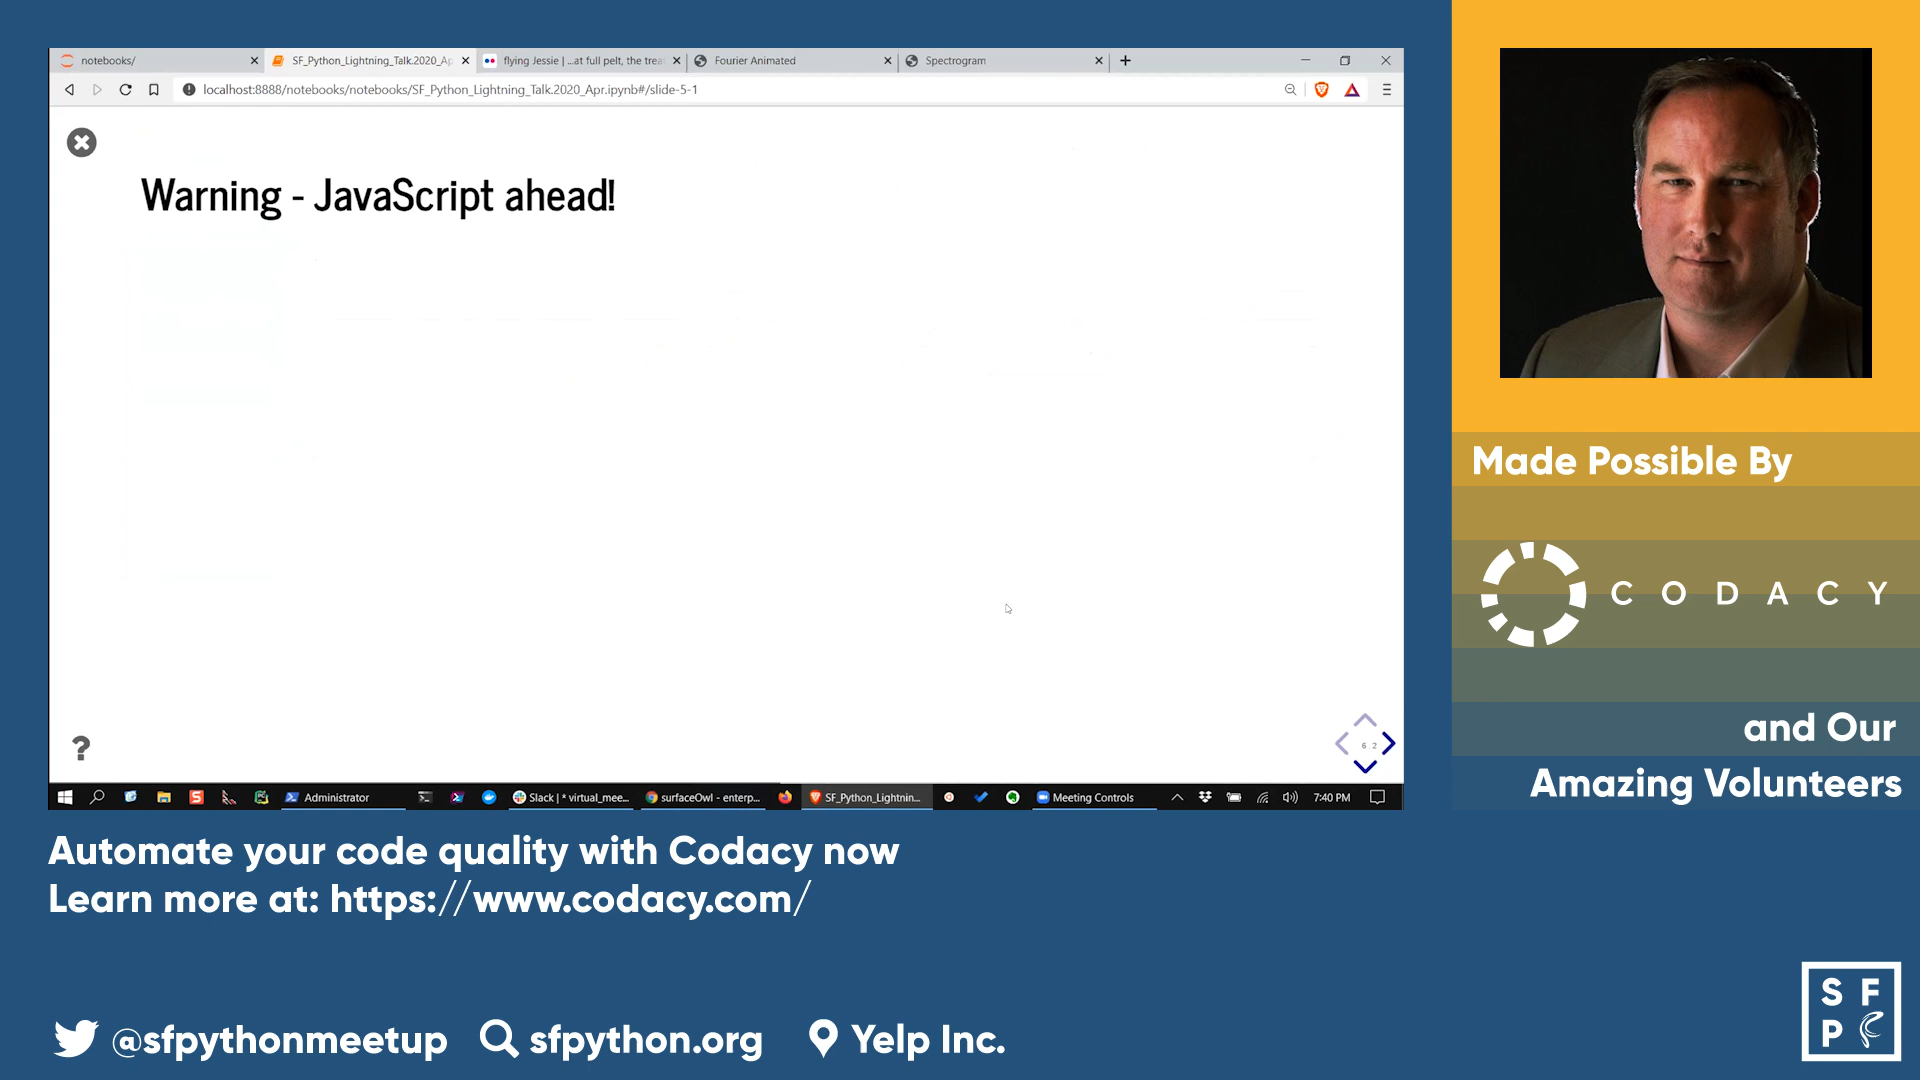 notebooks/
SF_Python_Lightning_Talk.2020_Ap
flying Jessie | ...at full pelt, the trea
Fourier Animated
Spectrogram
localhost:8888/notebooks/notebooks/SF_Python_Lightning_Talk.2020_Apr.ipynb#/slide-5-1
Warning - JavaScript ahead!
?
6.2
Administrator
Slack | * virtual_mee...
surfaceOwl - enterp...
SF_Python_Lightnin...
Meeting Controls
7:40 PM
Made Possible By
CODACY
and Our
Amazing Volunteers
Automate your code quality with Codacy now
Learn more at: https://www.codacy.com/
@sfpythonmeetup
sfpython.org
Yelp Inc.
S F
P